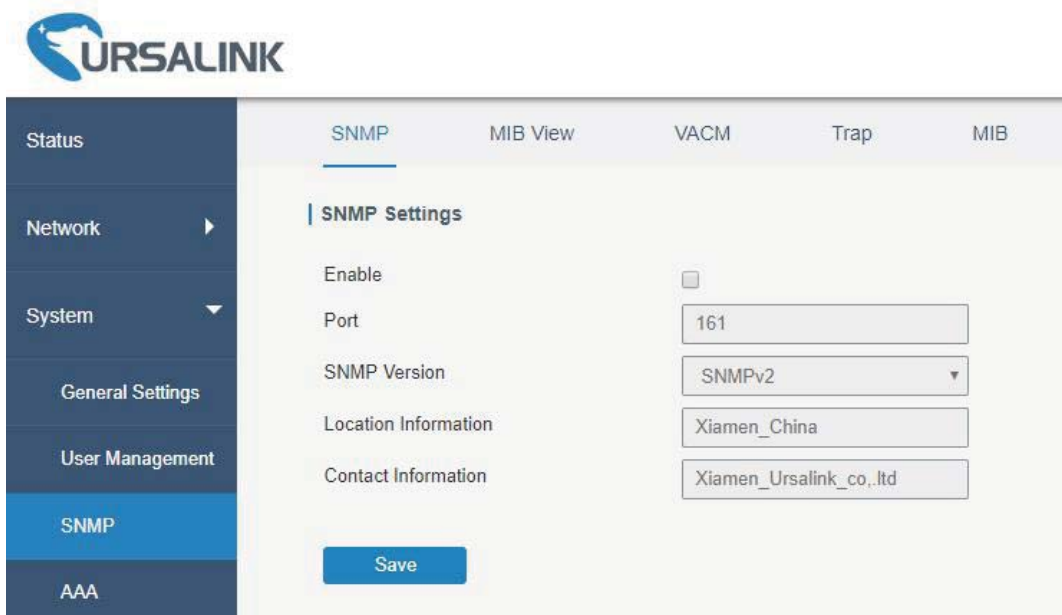 URSALINK
Status
Network
System
General Settings
User Management
SNMP
AAA
SNMP MIB View VACM Trap MIB
SNMP Settings
Enable
Port 161
SNMP Version SNMPv2
Location Information Xiamen_China
Contact Information Xiamen_Ursalink_co,.ltd
Save